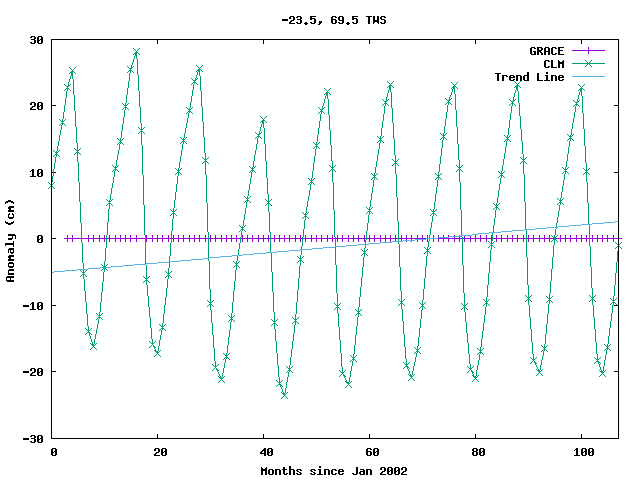 -23.5, 69.5 TWS
GRACE
CLM
Trend Line
30
20
10
0
-10
-20
-30
Anomaly (cm)
0 20 40 60 80 100
Months since Jan 2002